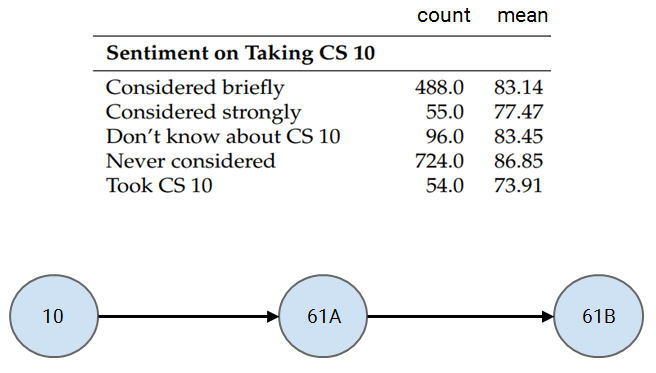 count mean
Sentiment on Taking CS 10
Considered briefly 488.0 83.14
Considered strongly 55.0 77.47
Don't know about CS 10 96.0 83.45
Never considered 724.0 86.85
Took CS 10 54.0 73.91
10 61A 61B